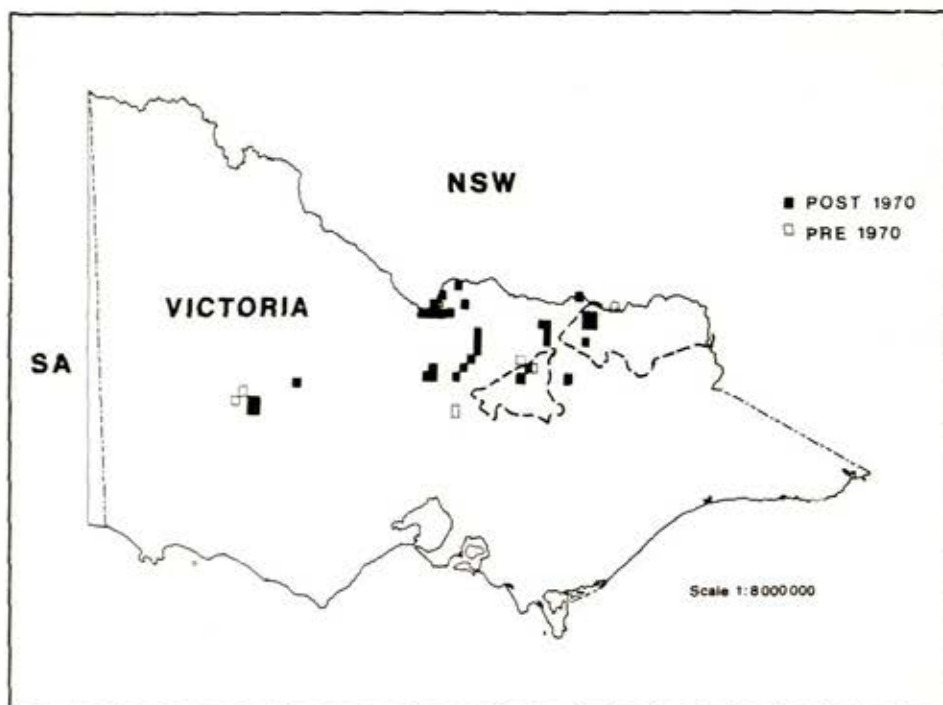 NSW
■ POST 1970
□ PRE 1970
VICTORIA
SA
Scale 1:8000000